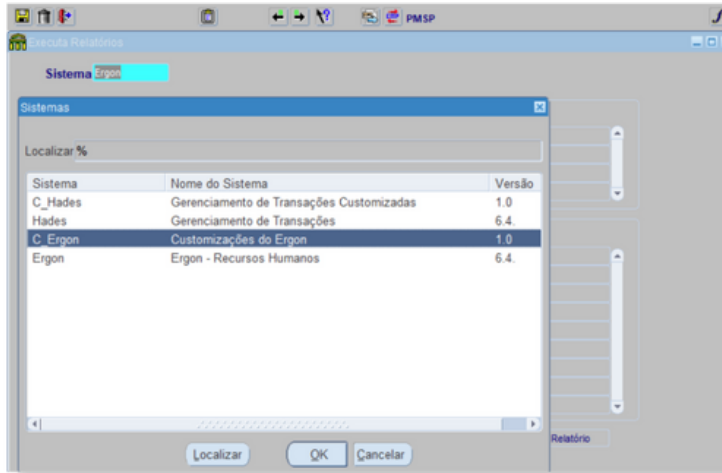 PMSP
Executa Relatórios
Sistema Ergon
Sistemas
Localizar %
Sistema Nome do Sistema Versão
C_Hades Gerenciamento de Transações Customizadas 1.0
Hades Gerenciamento de Transações 6.4.
C_Ergon Customizações do Ergon 1.0
Ergon Ergon - Recursos Humanos 6.4.
Relatório
Localizar OK Cancelar